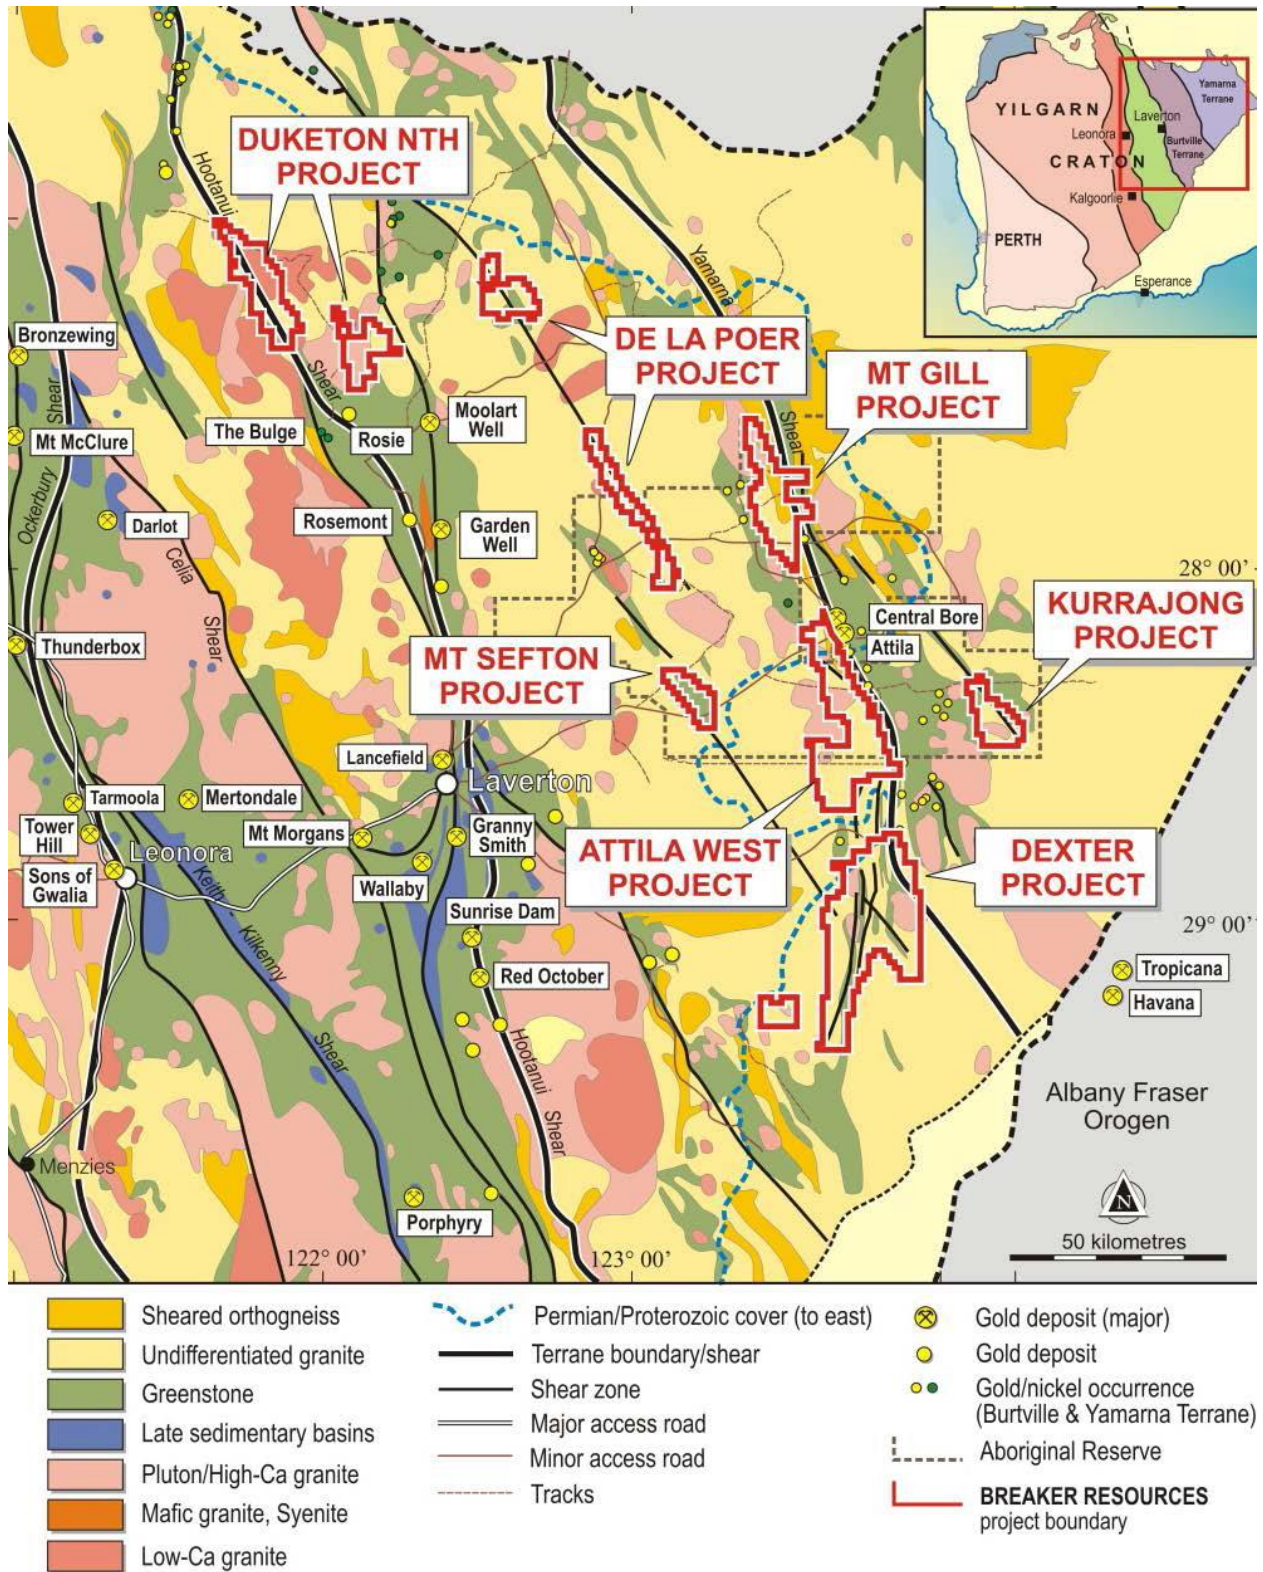 DUKETON NTH
PROJECT
YILGARN
CRATON
Yamarna
Terrane
Laverton
Leonora
Burtville
Terrane
Kalgoorlie
PERTH
Esperance
Hootanui
Shear
Yamarna
Shear
DE LA POER
PROJECT
MT GILL
PROJECT
Bronzewing
Shear
Mt McClure
Ockerbury
The Bulge
Rosie
Moolart
Well
Darlot
Rosemont
Garden
Well
Celia
Shear
28° 00’
Central Bore
Attila
KURRAJONG
PROJECT
Thunderbox
MT SEFTON
PROJECT
Lancefield
Laverton
Tarmoola
Mertondale
Tower
Hill
Mt Morgans
Granny
Smith
Leonora
Sons of
Gwalia
Wallaby
ATTILA WEST
PROJECT
DEXTER
PROJECT
Keith -
Kilkenny
Shear
Sunrise Dam
Red October
29° 00’
Tropicana
Havana
Hootanui
Shear
Albany Fraser
Orogen
Menzies
Porphyry
N
122° 00’
123° 00’
50 kilometres
Sheared orthogneiss
Undifferentiated granite
Greenstone
Late sedimentary basins
Pluton/High-Ca granite
Mafic granite, Syenite
Low-Ca granite
Permian/Proterozoic cover (to east)
Terrane boundary/shear
Shear zone
Major access road
Minor access road
Tracks
Gold deposit (major)
Gold deposit
Gold/nickel occurrence
(Burtville & Yamarna Terrane)
Aboriginal Reserve
BREAKER RESOURCES
project boundary